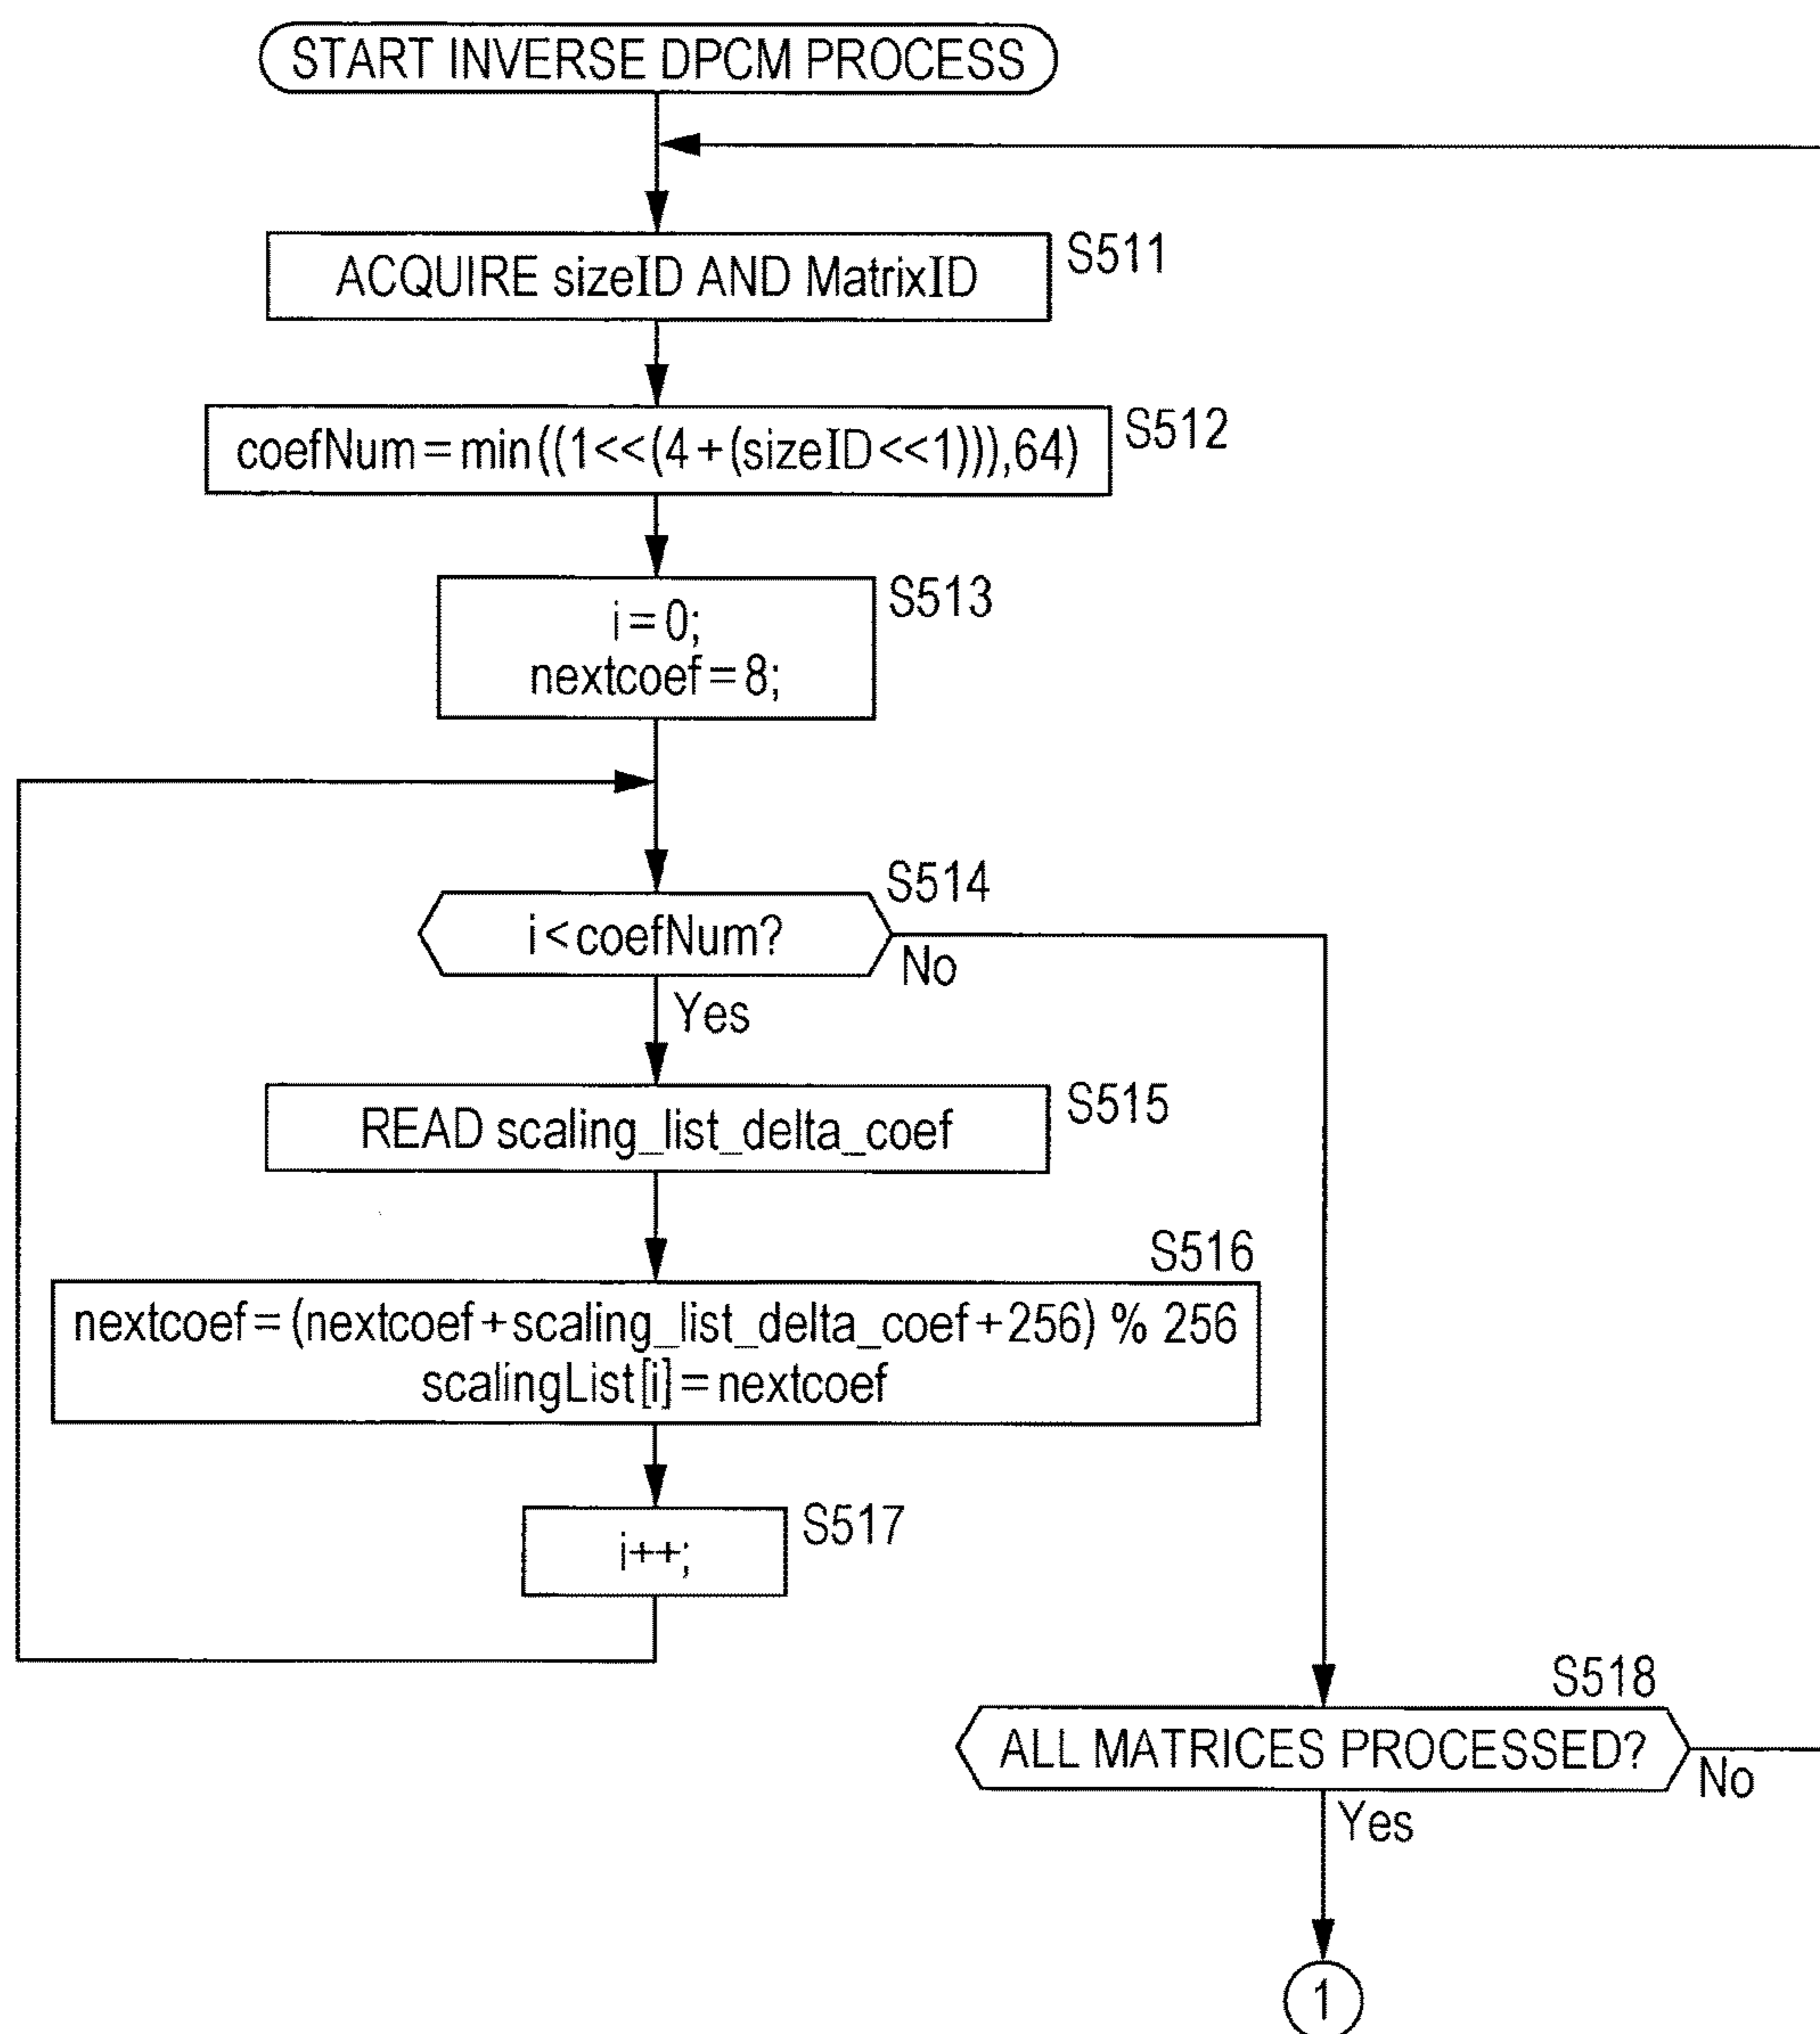 START INVERSE DPCM PROCESS
ACQUIRE sizeID AND MatrixID
S511
coefNum=min((1<<(4+(sizeID<<1))),64)
S512
i=0;
nextcoef=8;
S513
S514
i<coefNum?
No
Yes
READ scaling_list_delta_coef
S515
S516
nextcoef=(nextcoef+scaling_list_delta_coef+256) % 256
scalingList[i]=nextcoef
i++;
S517
S518
ALL MATRICES PROCESSED?
No
Yes
1